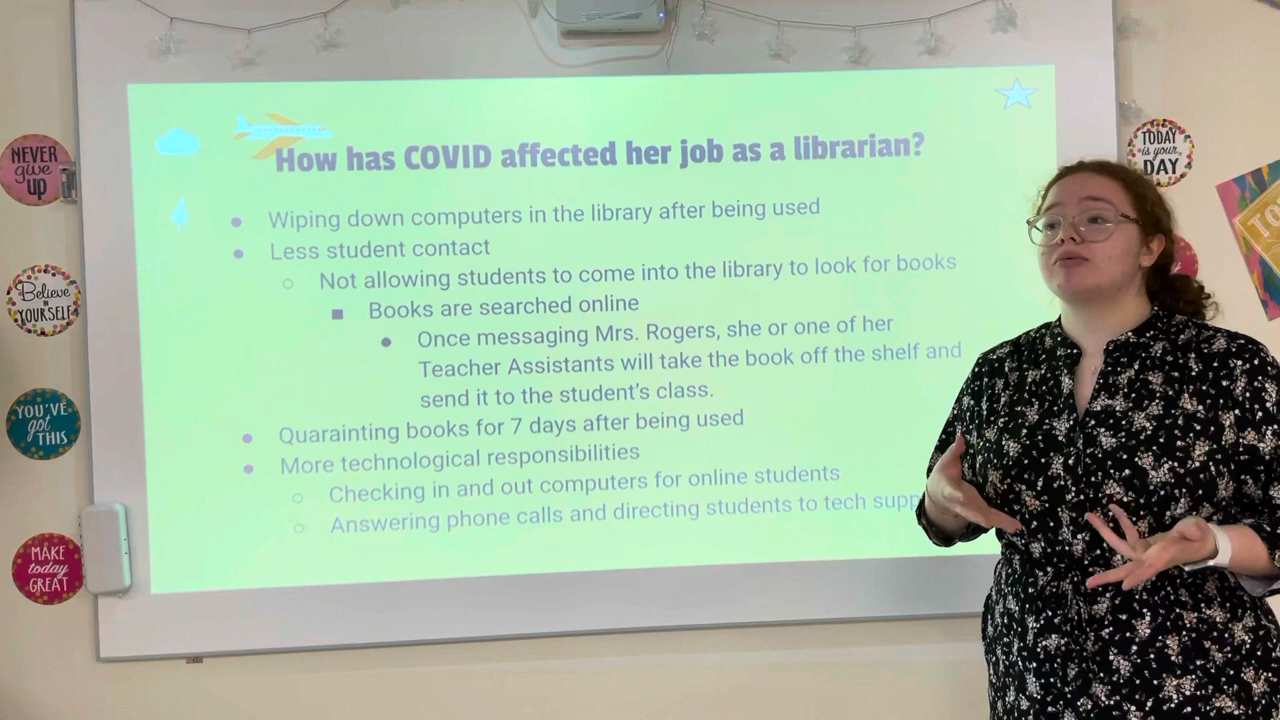 NEVER
give
up
Believe
IN
YOURSELF
YOU'VE
got
THIS
MAKE
today
GREAT
How has COVID affected her job as a librarian?
Wiping down computers in the library after being used
Less student contact
Not allowing students to come into the library to look for books
Books are searched online
Once messaging Mrs. Rogers, she or one of her
Teacher Assistants will take the book off the shelf and
send it to the student's class.
Quarainting books for 7 days after being used
More technological responsibilities
Checking in and out computers for online students
Answering phone calls and directing students to tech supp
TODAY
is your
DAY
TO